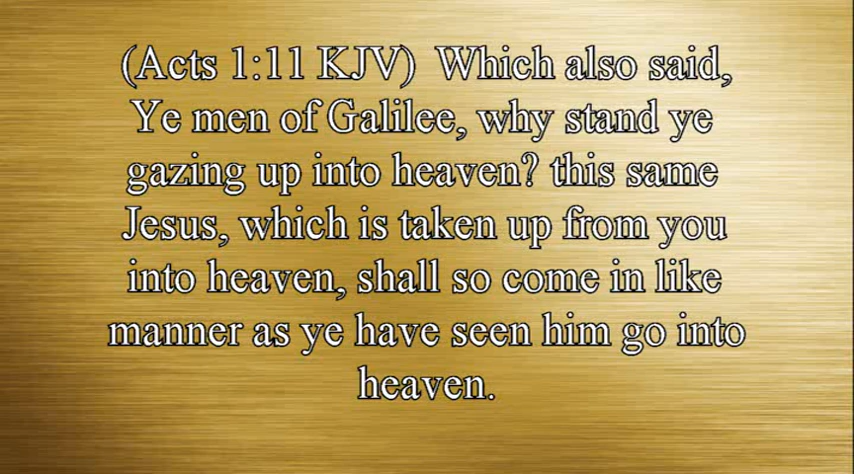 (Acts 1:11 KJV)  Which also said,
Ye men of Galilee, why stand ye
gazing up into heaven? this same
Jesus, which is taken up from you
into heaven, shall so come in like
manner as ye have seen him go into
heaven.